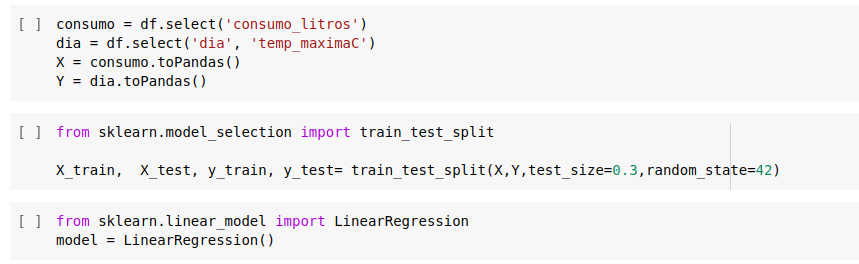 [ ] consumo = df.select('consumo_litros')
dia = df.select('dia', 'temp_maximaC')
X = consumo.toPandas()
Y = dia.toPandas()
[ ] from sklearn.model_selection import train_test_split
X_train,  X_test, y_train, y_test= train_test_split(X,Y,test_size=0.3,random_state=42)
[ ] from sklearn.linear_model import LinearRegression
model = LinearRegression()